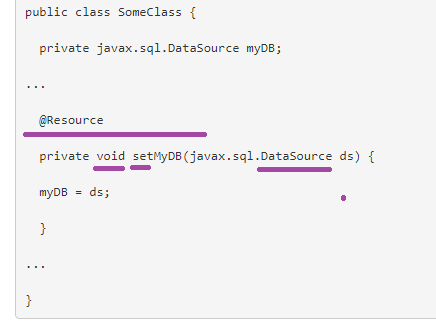 public class SomeClass {
private javax.sql.DataSource myDB;
...
@Resource
private void setMyDB(javax.sql.DataSource ds) {
myDB = ds;
}
...
}